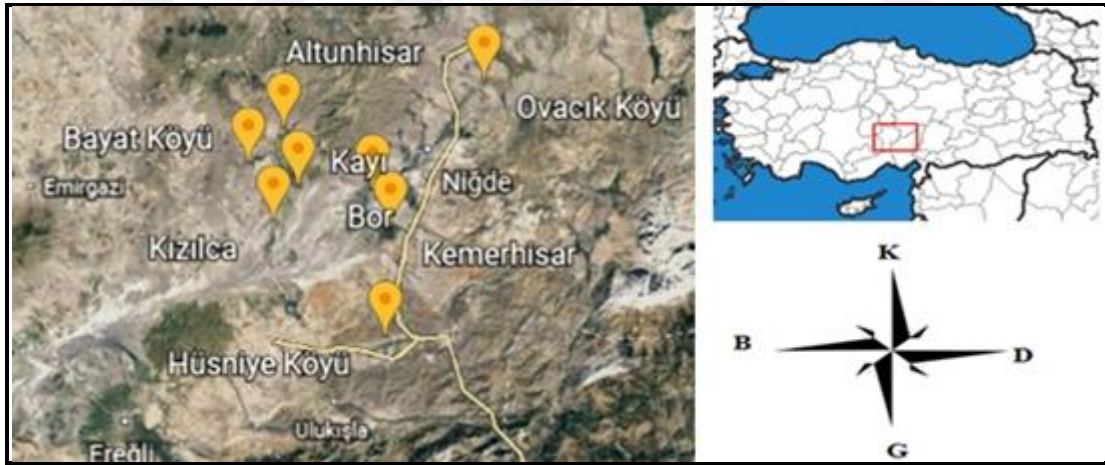 Altunhisar
Ovacık Köyü
Bayat Köyü
Kayı
Emirgazi
Niğde
Bor
Kızılca
Kemerhisar
Hüsniye Köyü
Ulukışla
Ereğli
K
B
D
G